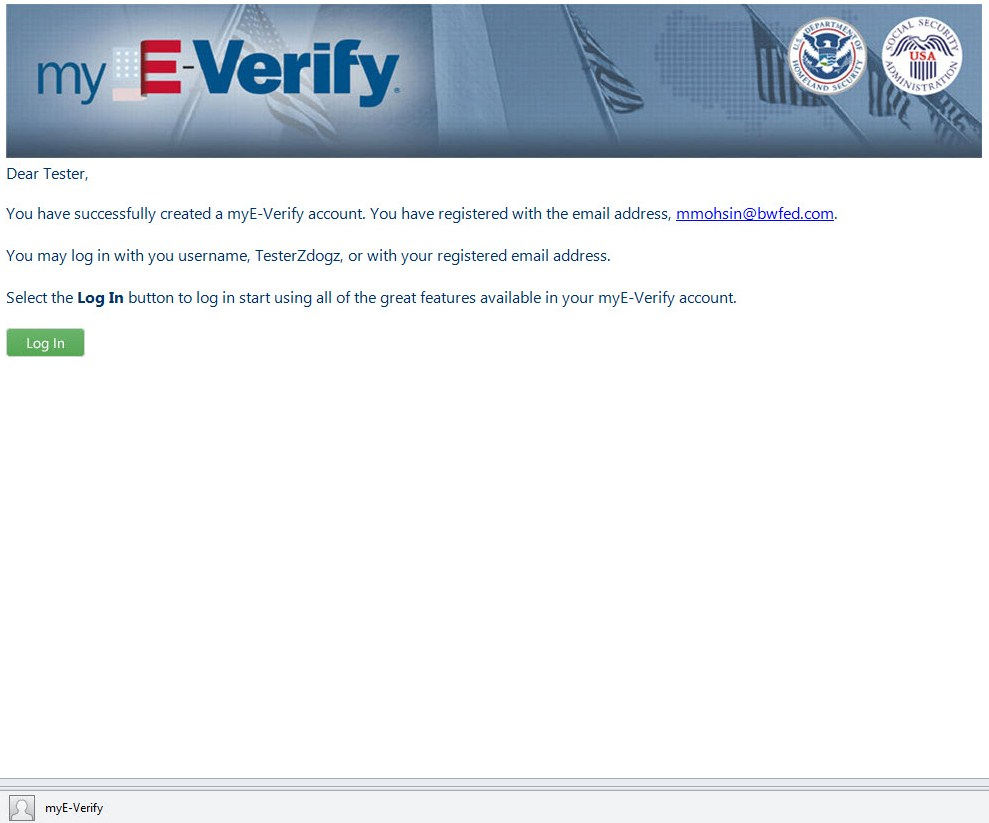 my E-Verify®
U.S. DEPARTMENT OF HOMELAND SECURITY
SOCIAL SECURITY ADMINISTRATION
USA
Dear Tester,
You have successfully created a myE-Verify account. You have registered with the email address, mmohsin@bwfed.com.
You may log in with you username, TesterZdogz, or with your registered email address.
Select the Log In button to log in start using all of the great features available in your myE-Verify account.
Log In
myE-Verify